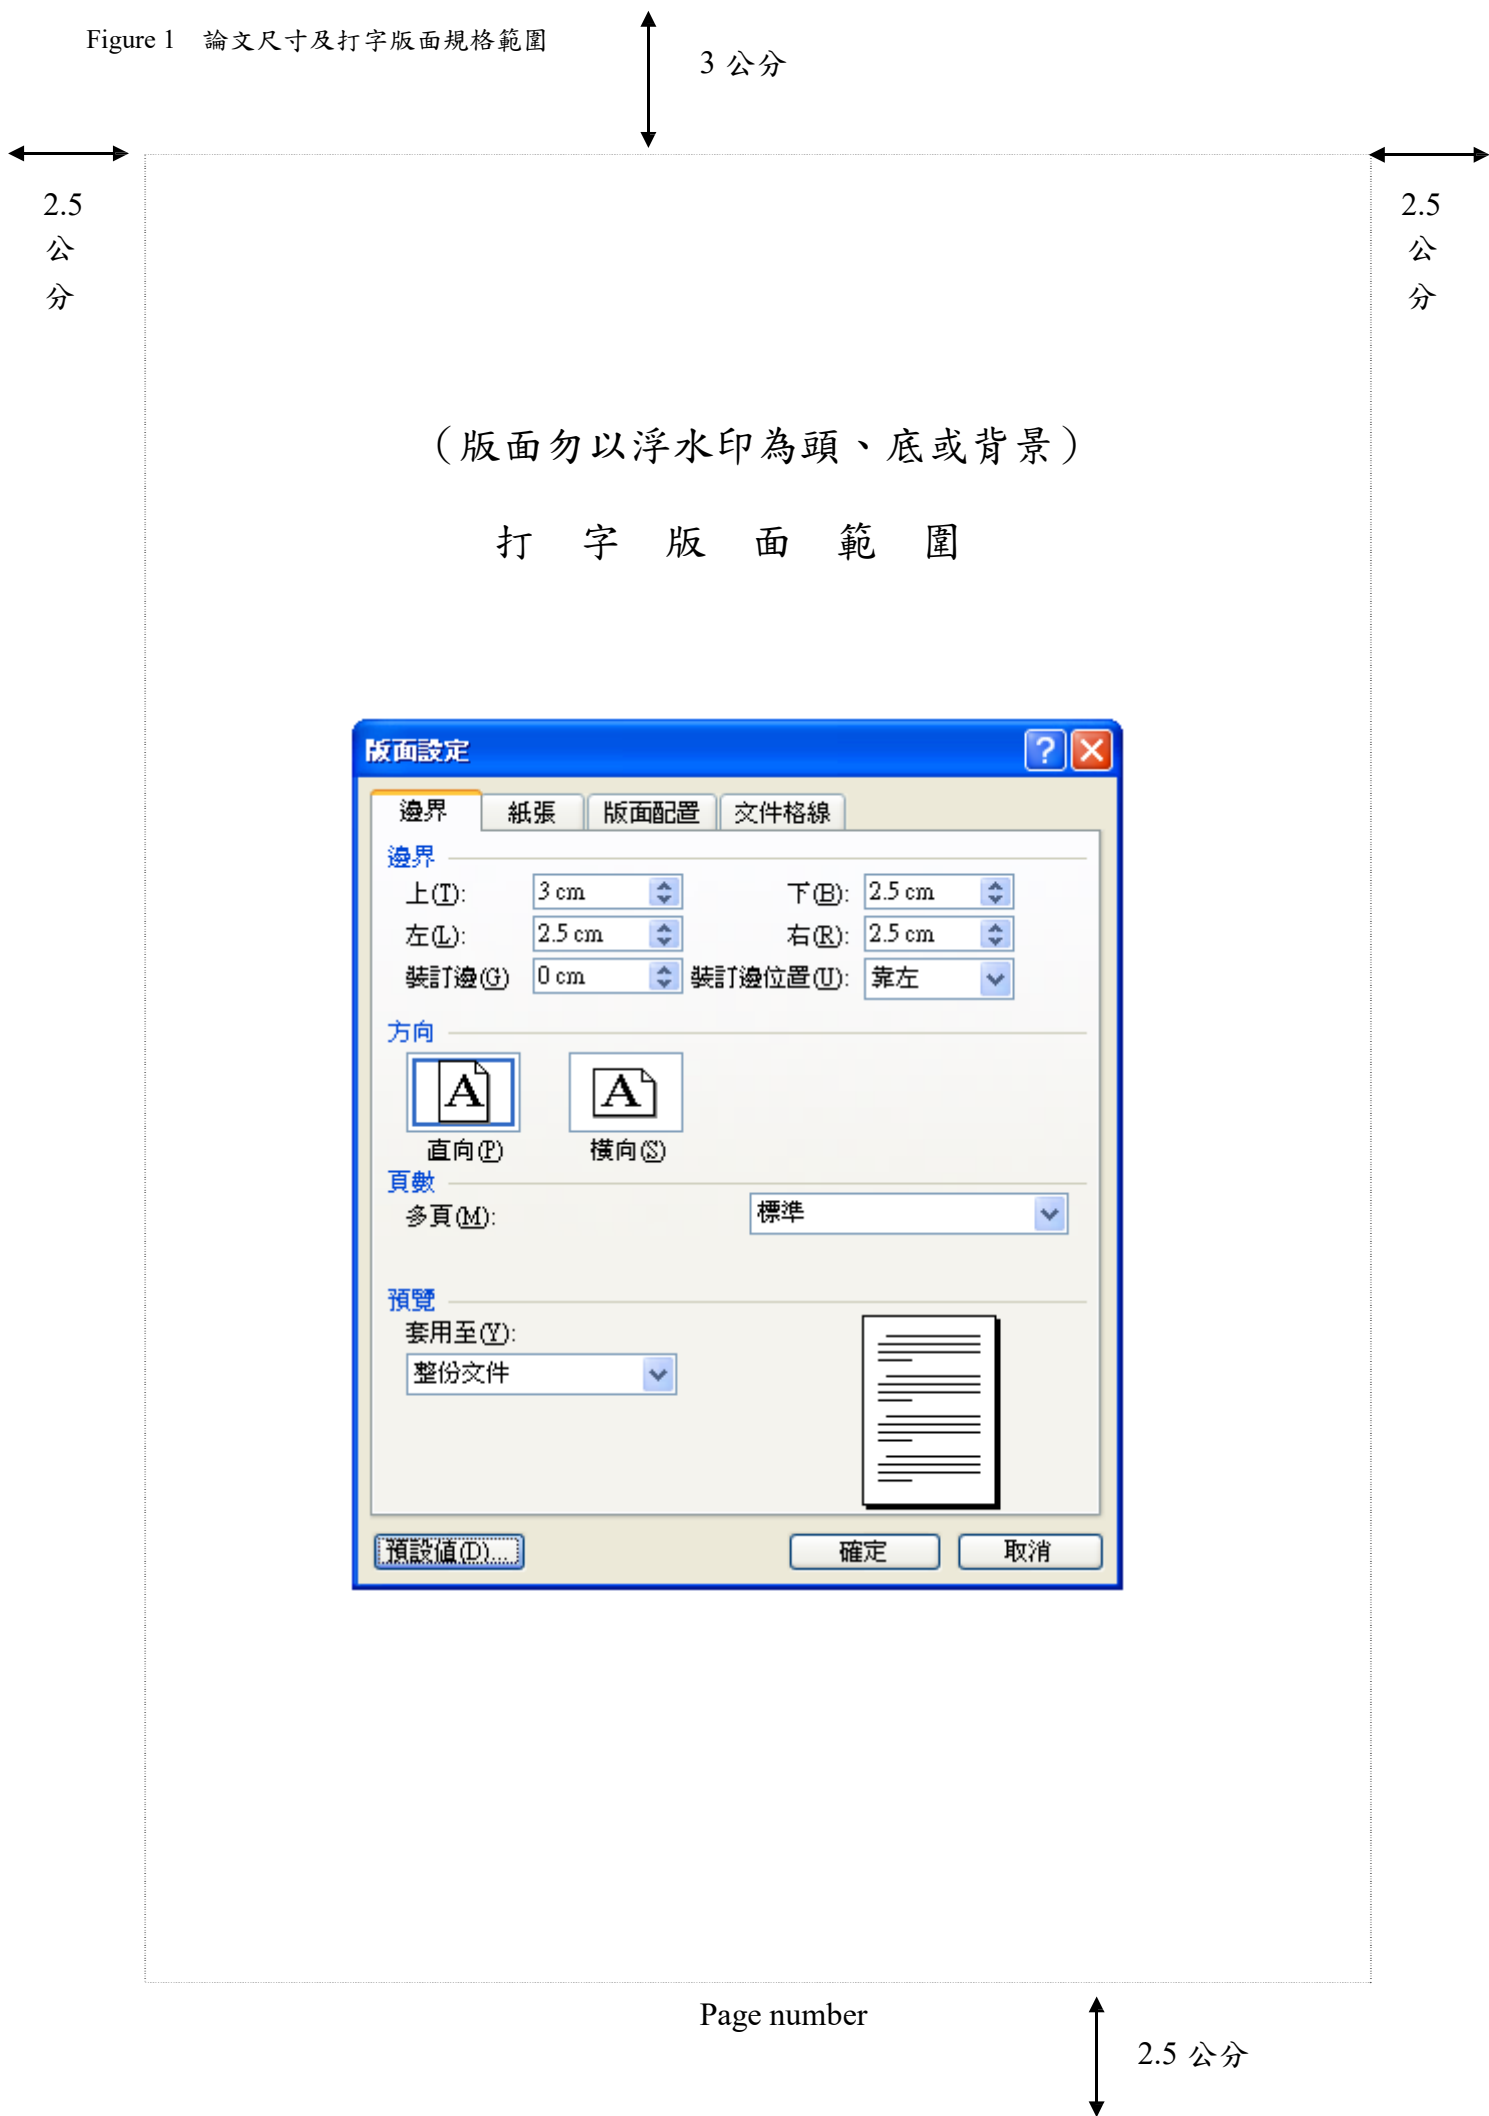 Figure 1　論文尺寸及打字版面規格範圍
3 公分
2.5
公
分
2.5
公
分
（版面勿以浮水印為頭、底或背景）
打　字　版　面　範　圍
版面設定
邊界 紙張 版面配置 文件格線
邊界
上(T): 3 cm 下(B): 2.5 cm
左(L): 2.5 cm 右(R): 2.5 cm
裝訂邊(G) 0 cm 裝訂邊位置(U): 靠左
方向
A A
直向(P) 橫向(S)
頁數
多頁(M): 標準
預覽
套用至(Y):
整份文件
預設值(D)... 確定 取消
Page number
2.5 公分